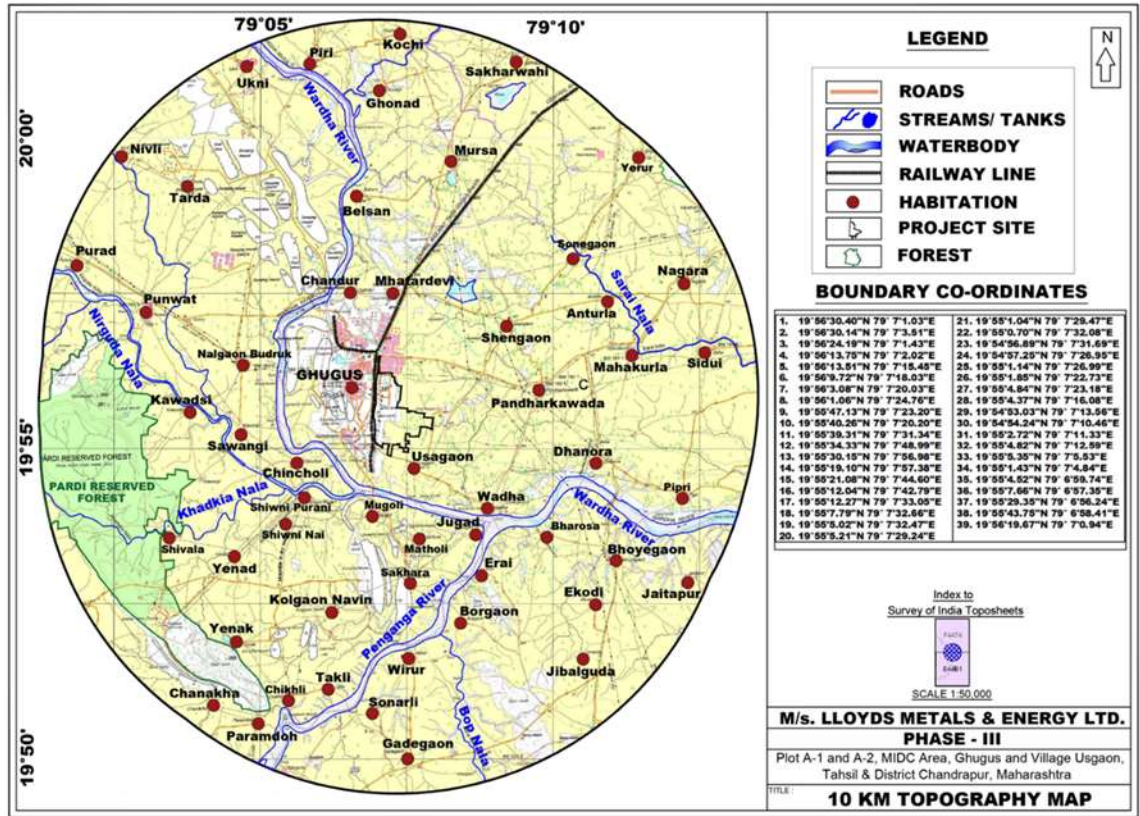 79°05'
79°10'
20°00'
19°55'
19°50'
Kochi
Piri
Ukni
Sakharwahi
Ghonad
Wardha River
Nivli
Mursa
Yerur
Tarda
Belsan
Sonegaon
Purad
Chandur
Mhatardevi
Sarai Nala
Nagara
Punwat
Anturla
Nirguda Nala
Shengaon
Nalgaon Budruk
Mahakurla
Sidui
GHUGUS
C
Kawadsi
Pandharkawada
Sawangi
PARDI RESERVED FOREST
Chincholi
Usagaon
Dhanora
PARDI RESERVED
FOREST
Khadkia Nala
Shiwni Purani
Wadha
Wardha River
Pipri
Mugoli
Shiwni Nai
Jugad
Bharosa
Shivala
Matholi
Yenad
Bhoyegaon
Sakhara
Erai
Jaitapur
Kolgaon Navin
Penganga River
Ekodi
Borgaon
Yenak
Wirur
Jibalguda
Takli
Chanakha
Chikhli
Sonarli
Bop Nala
Paramdoh
Gadegaon
LEGEND
N
ROADS
STREAMS/ TANKS
WATERBODY
RAILWAY LINE
HABITATION
PROJECT SITE
FOREST
BOUNDARY CO-ORDINATES
1. 19°56'30.40"N 79° 7'1.03"E
2. 19°56'30.14"N 79° 7'3.51"E
3. 19°56'24.19"N 79° 7'1.43"E
4. 19°56'13.75"N 79° 7'2.02"E
5. 19°56'13.51"N 79° 7'15.45"E
6. 19°56'9.72"N 79° 7'18.03"E
7. 19°56'3.08"N 79° 7'20.03"E
8. 19°56'1.06"N 79° 7'24.76"E
9. 19°55'47.13"N 79° 7'23.20"E
10. 19°55'40.26"N 79° 7'20.20"E
11. 19°55'39.31"N 79° 7'31.34"E
12. 19°55'34.33"N 79° 7'48.99"E
13. 19°55'30.15"N 79° 7'56.98"E
14. 19°55'19.10"N 79° 7'57.38"E
15. 19°55'21.08"N 79° 7'44.60"E
16. 19°55'12.04"N 79° 7'42.79"E
17. 19°55'12.27"N 79° 7'33.05"E
18. 19°55'7.79"N 79° 7'32.66"E
19. 19°55'5.02"N 79° 7'32.47"E
20. 19°55'5.21"N 79° 7'29.24"E
21. 19°55'1.04"N 79° 7'29.47"E
22. 19°55'0.70"N 79° 7'32.08"E
23. 19°54'56.89"N 79° 7'31.69"E
24. 19°54'57.25"N 79° 7'26.95"E
25. 19°55'1.14"N 79° 7'26.99"E
26. 19°55'1.85"N 79° 7'22.73"E
27. 19°55'4.84"N 79° 7'23.18"E
28. 19°55'4.37"N 79° 7'16.08"E
29. 19°54'53.03"N 79° 7'13.56"E
30. 19°54'54.24"N 79° 7'10.46"E
31. 19°55'2.72"N 79° 7'11.33"E
32. 19°55'4.82"N 79° 7'12.59"E
33. 19°55'5.35"N 79° 7'5.53"E
34. 19°55'1.43"N 79° 7'4.84"E
35. 19°55'4.52"N 79° 6'59.74"E
36. 19°55'7.66"N 79° 6'57.35"E
37. 19°55'29.35"N 79° 6'56.24"E
38. 19°55'43.75"N 79° 6'58.41"E
39. 19°56'19.67"N 79° 7'0.94"E
Index to
Survey of India Toposheets
SCALE 1:50,000
M/s. LLOYDS METALS & ENERGY LTD.
PHASE - III
Plot A-1 and A-2, MIDC Area, Ghugus and Village Usgaon,
Tahsil & District Chandrapur, Maharashtra
TITLE :
10 KM TOPOGRAPHY MAP